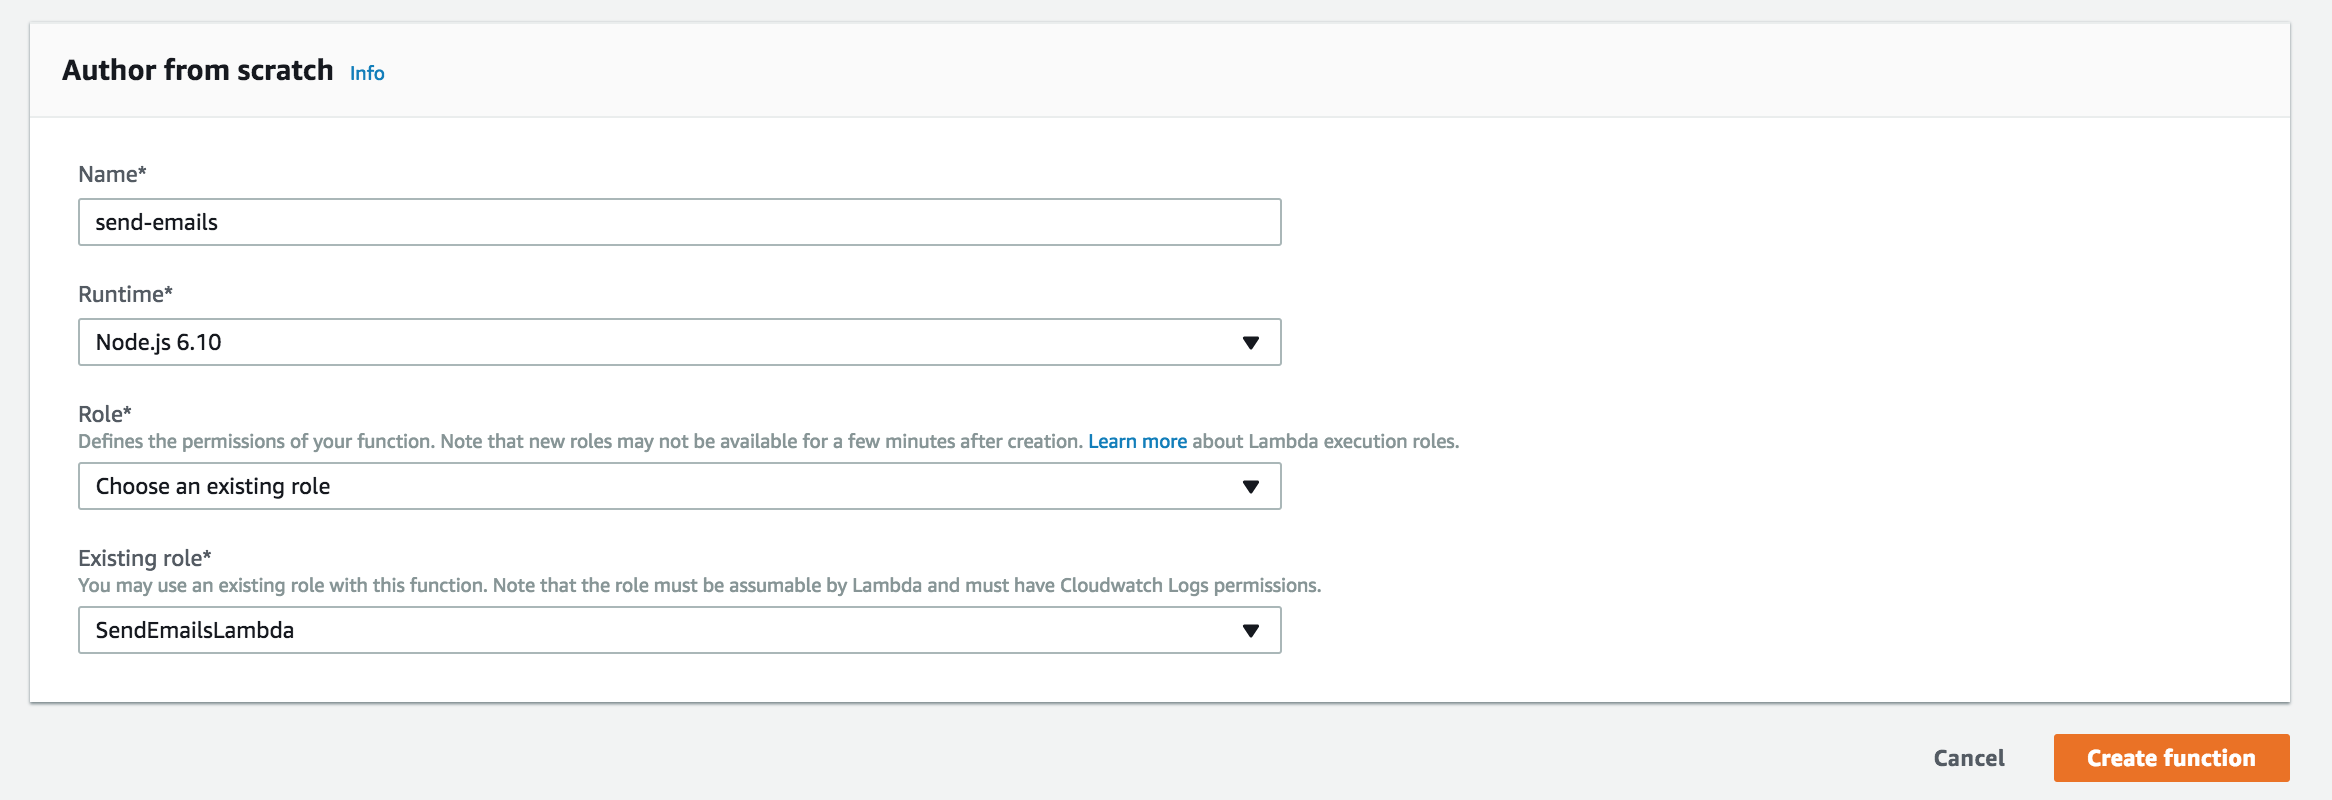 Author from scratch Info
Name*
send-emails
Runtime*
Node.js 6.10
Role*
Defines the permissions of your function. Note that new roles may not be available for a few minutes after creation. Learn more about Lambda execution roles.
Choose an existing role
Existing role*
You may use an existing role with this function. Note that the role must be assumable by Lambda and must have Cloudwatch Logs permissions.
SendEmailsLambda
Cancel Create function